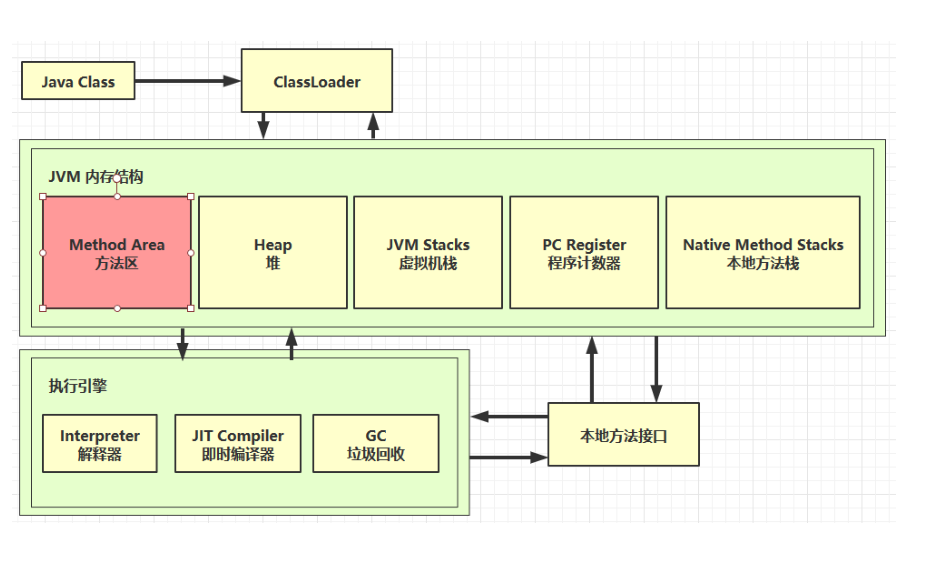 Java Class
ClassLoader
JVM 内存结构
Method Area
方法区
Heap
堆
JVM Stacks
虚拟机栈
PC Register
程序计数器
Native Method Stacks
本地方法栈
执行引擎
Interpreter
解释器
JIT Compiler
即时编译器
GC
垃圾回收
本地方法接口